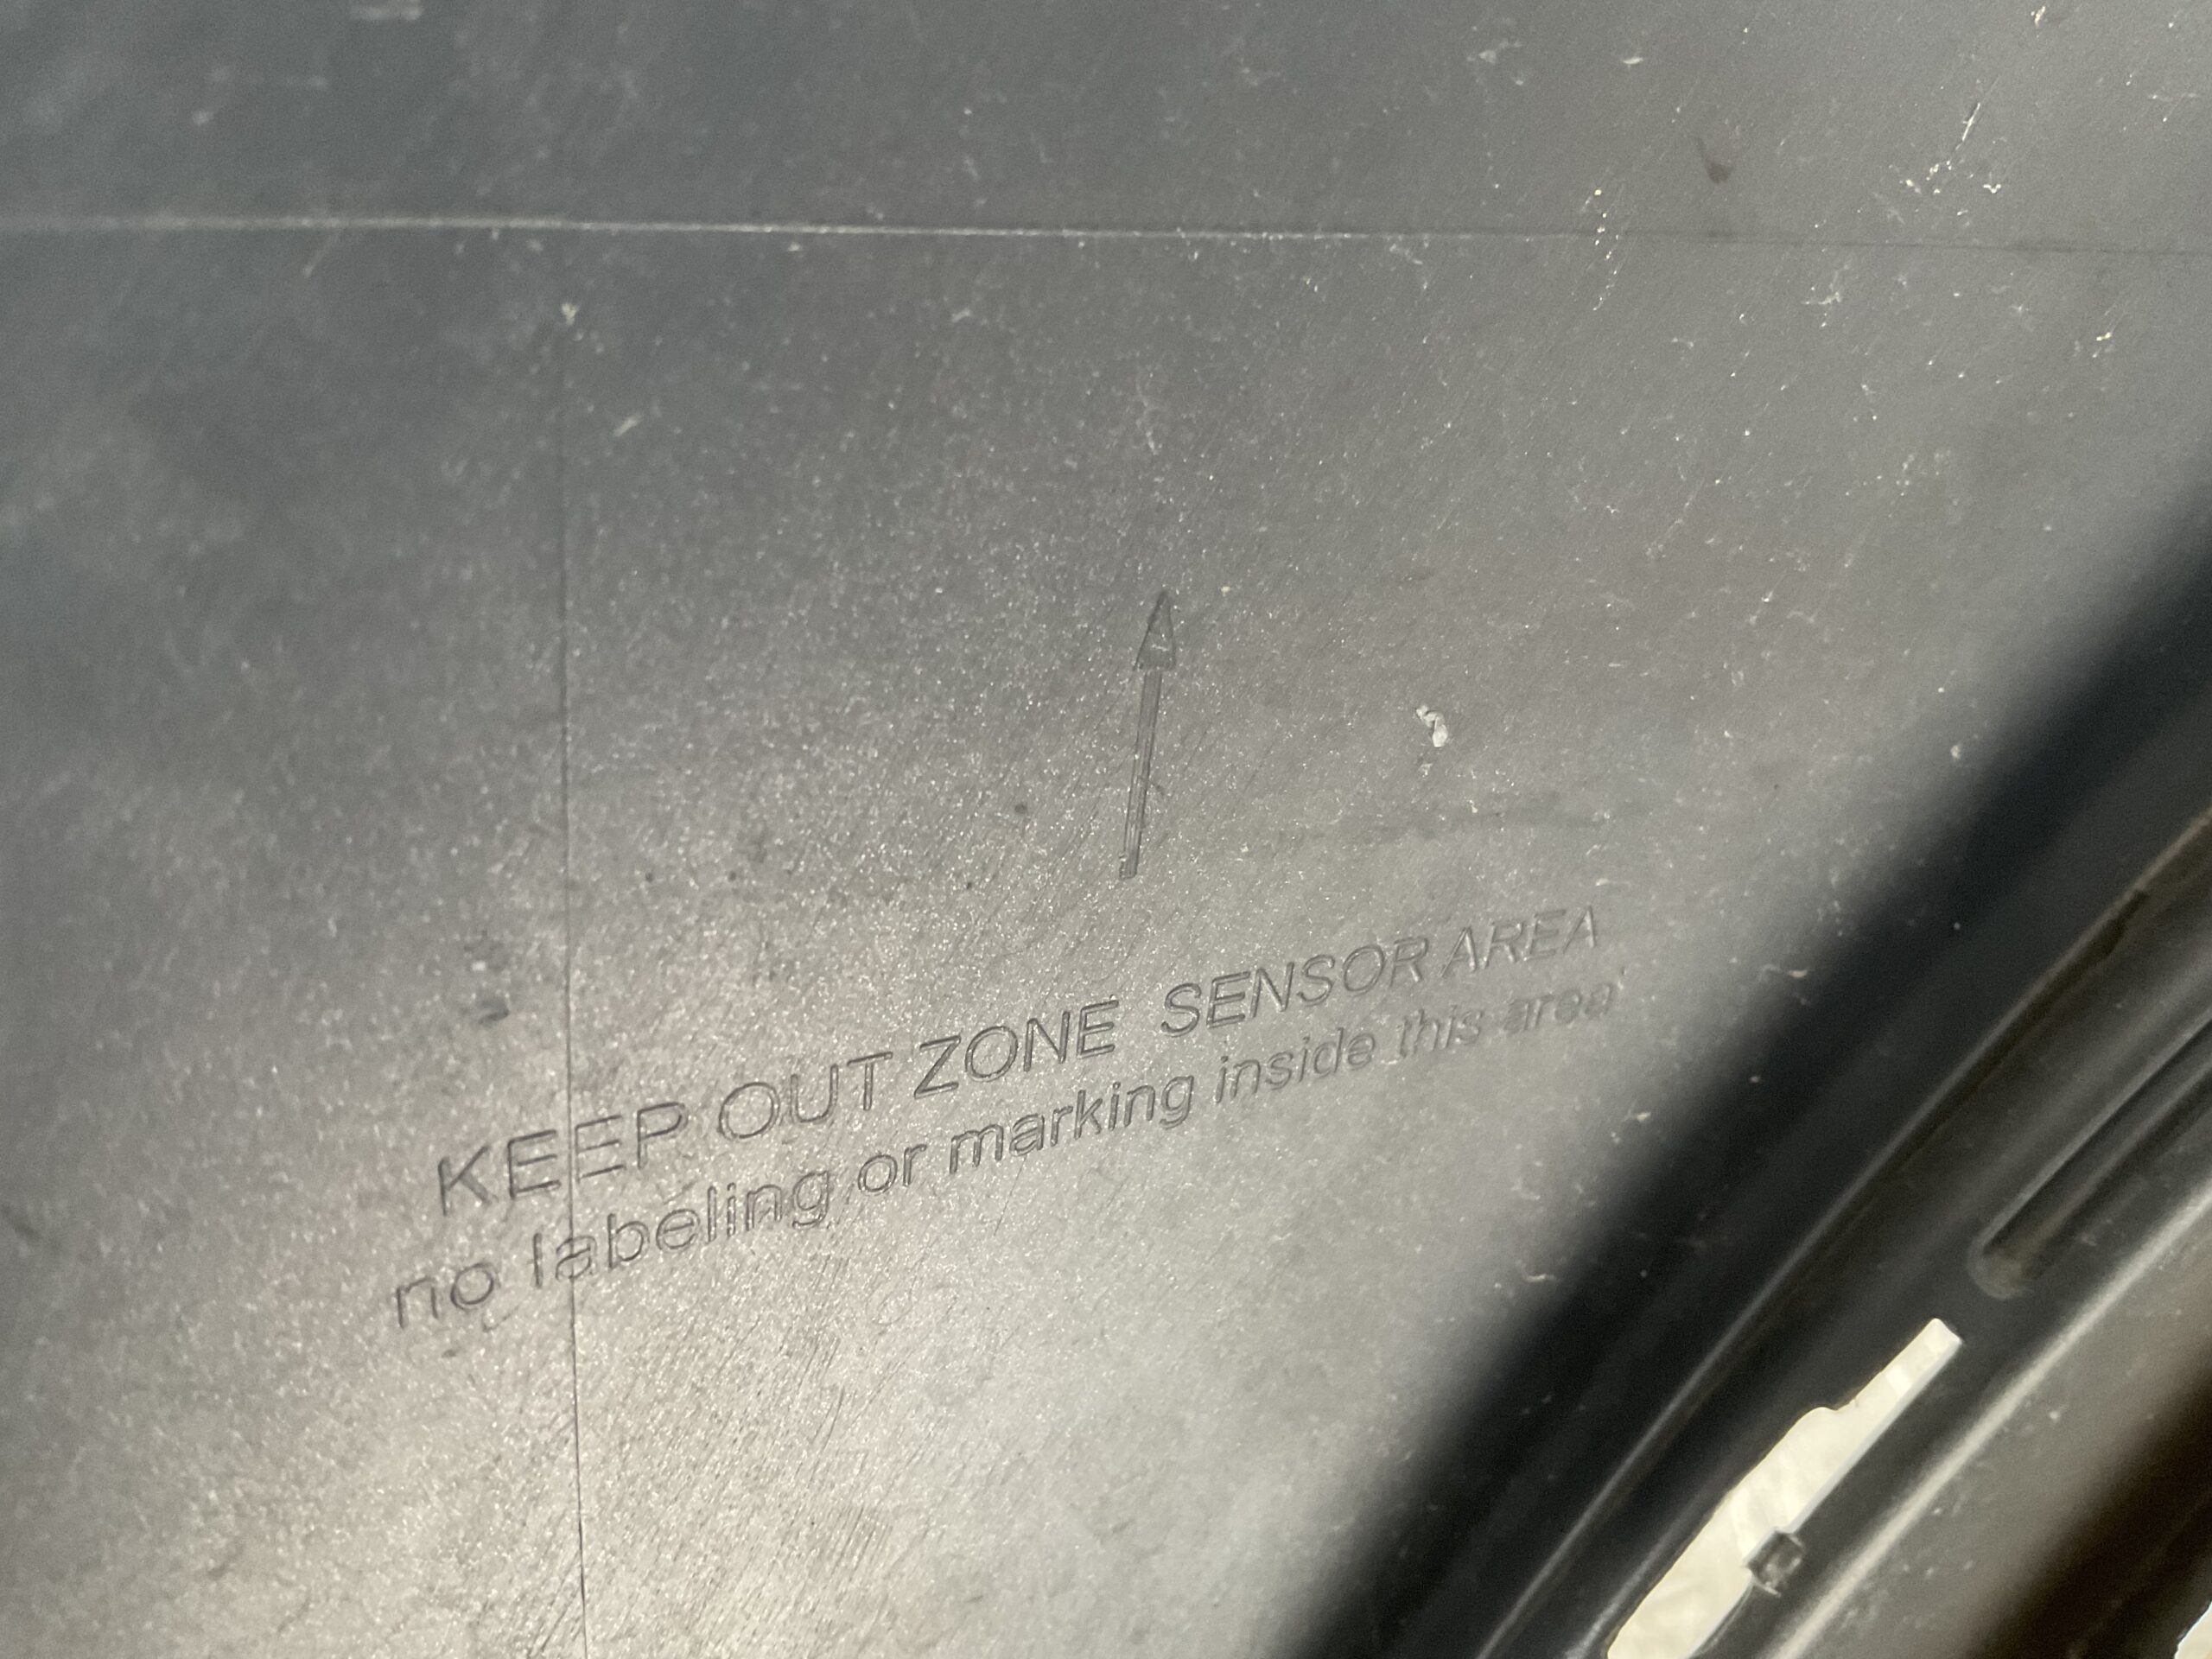 KEEP OUT ZONE SENSOR AREA
no labeling or marking inside this area